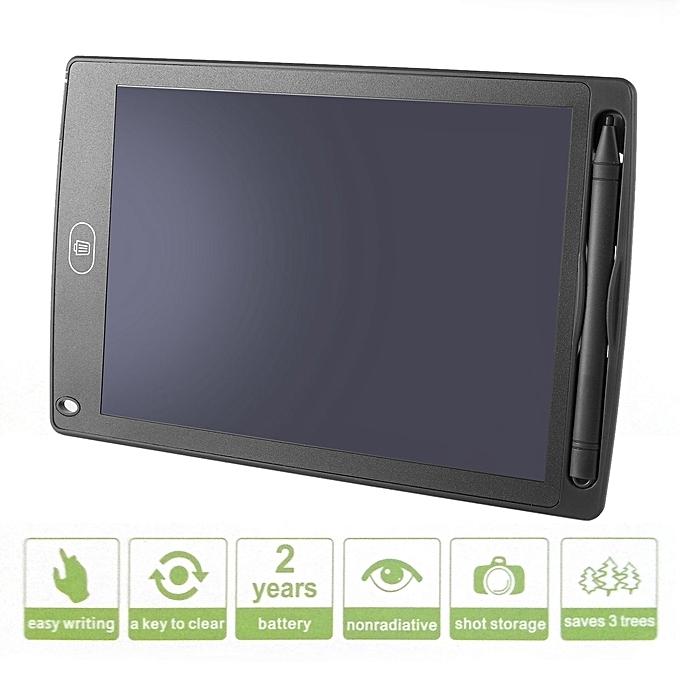 2
years
easy writing
a key to clear
battery
nonradiative
shot storage
saves 3 trees